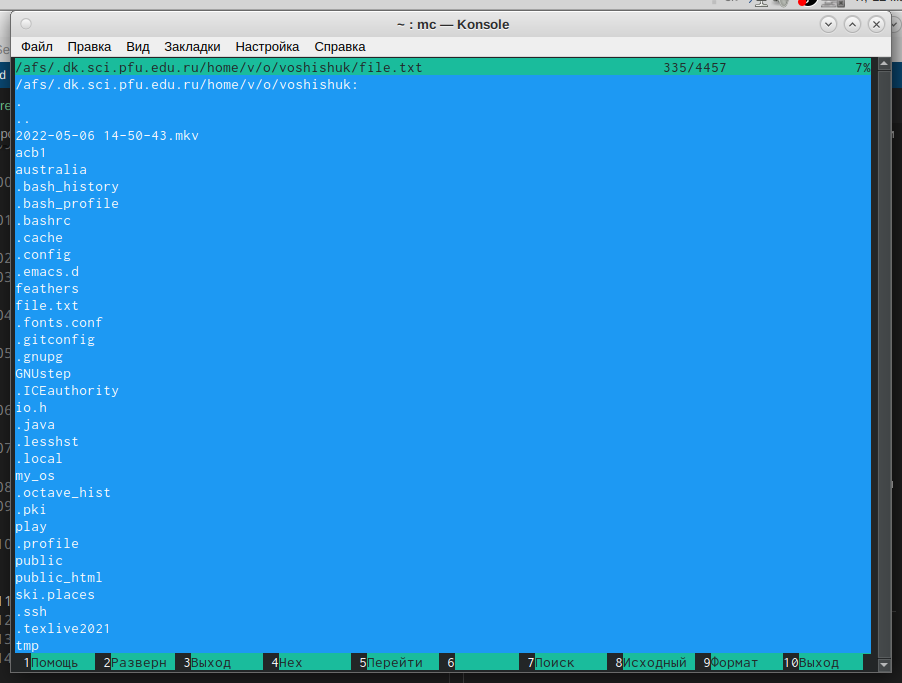 ~ : mc — Konsole
Файл Правка Вид Закладки Настройка Справка
/afs/.dk.sci.pfu.edu.ru/home/v/o/voshishuk/file.txt 335/4457 7%
/afs/.dk.sci.pfu.edu.ru/home/v/o/voshishuk:
.
..
2022-05-06 14-50-43.mkv
acb1
australia
.bash_history
.bash_profile
.bashrc
.cache
.config
.emacs.d
feathers
file.txt
.fonts.conf
.gitconfig
.gnupg
GNUstep
.ICEauthority
io.h
.java
.lesshst
.local
my_os
.octave_hist
.pki
play
.profile
public
public_html
ski.places
.ssh
.texlive2021
tmp
1Помощь 2Разверн 3Выход 4Hex 5Перейти 6 7Поиск 8Исходный 9Формат 10Выход